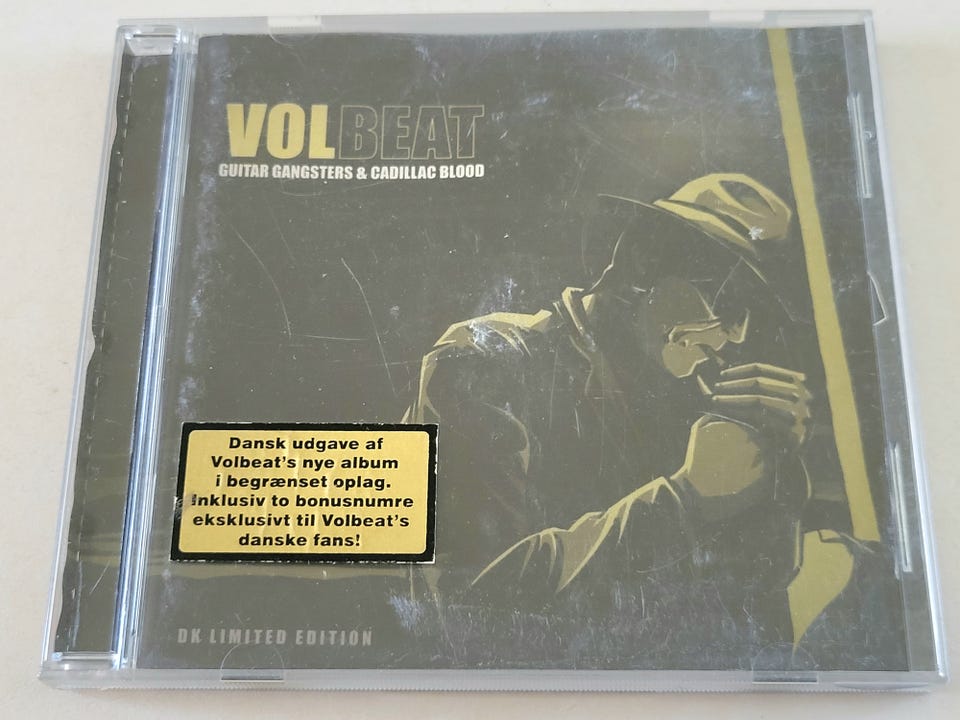 VOLBEAT
GUITAR GANGSTERS & CADILLAC BLOOD
Dansk udgave af
Volbeat's nye album
i begrænset oplag.
Inklusiv to bonusnumre
eksklusivt til Volbeat's
danske fans!
DK LIMITED EDITION